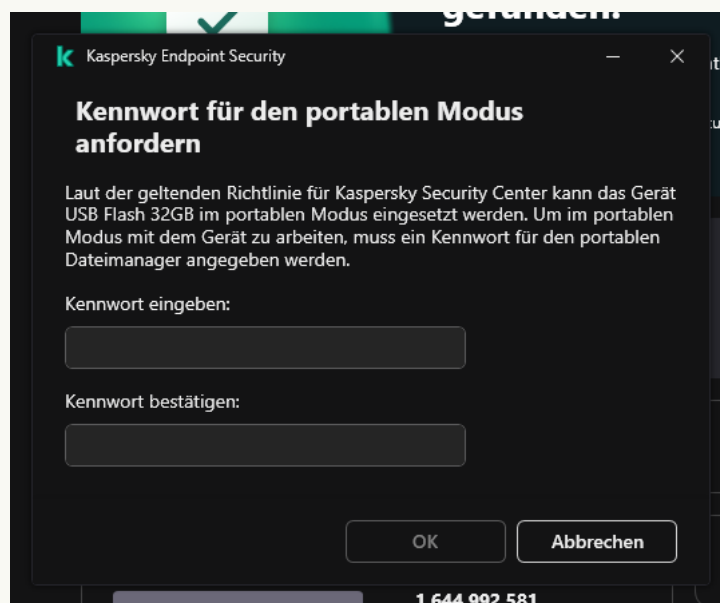 gefunden!
Kaspersky Endpoint Security
Kennwort für den portablen Modus
anfordern
Laut der geltenden Richtlinie für Kaspersky Security Center kann das Gerät
USB Flash 32GB im portablen Modus eingesetzt werden. Um im portablen
Modus mit dem Gerät zu arbeiten, muss ein Kennwort für den portablen
Dateimanager angegeben werden.
Kennwort eingeben:
Kennwort bestätigen:
OK
Abbrechen
1 644 992 581